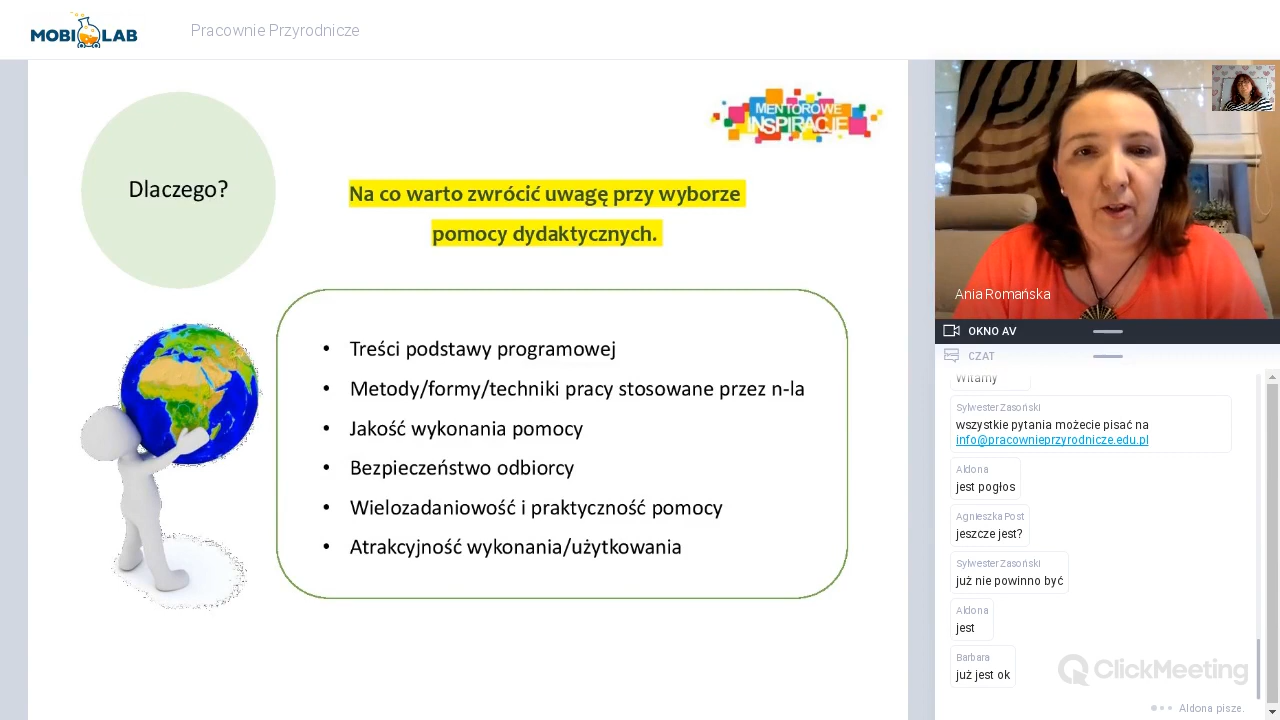 MOBILAB
Pracownie Przyrodnicze
Dlaczego?
MENTOROWE
INSPIRACJE
Na co warto zwrócić uwagę przy wyborze
pomocy dydaktycznych.
• Treści podstawy programowej
• Metody/formy/techniki pracy stosowane przez n-la
• Jakość wykonania pomocy
• Bezpieczeństwo odbiorcy
• Wielozadaniowość i praktyczność pomocy
• Atrakcyjność wykonania/użytkowania
Ania Romańska
OKNO AV
CZAT
Witamy
Sylwester Zasoński
wszystkie pytania możecie pisać na
info@pracownieprzyrodnicze.edu.pl
Aldona
jest pogłos
Agnieszka Post
jeszcze jest?
Sylwester Zasoński
już nie powinno być
Aldona
jest
Barbara
już jest ok
ClickMeeting
Aldona pisze.